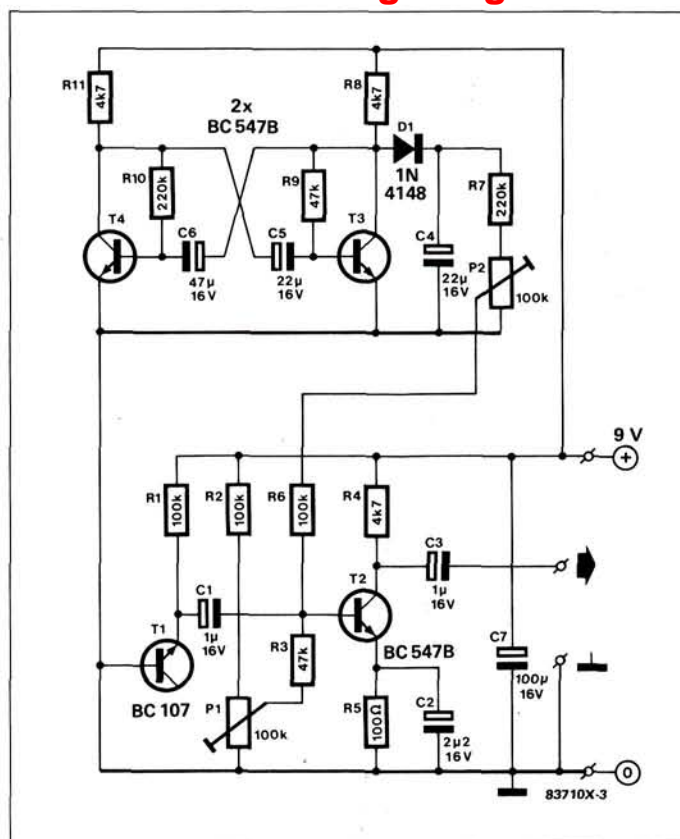 R11
4k7
R8
4k7
2x
BC 547B
D1
1N
4148
R10
220k
R9
47k
R7
220k
T4
C6
47µ
16V
C5
22µ
16V
T3
C4
22µ
16V
P2
100k
9 V
+
R1
100k
R2
100k
R6
100k
R4
4k7
C3
1µ
16V
C1
1µ
16V
T2
T1
R3
47k
BC 547B
C7
100µ
16V
BC 107
P1
100k
R5
100Ω
C2
2µ2
16V
0
83710X-3